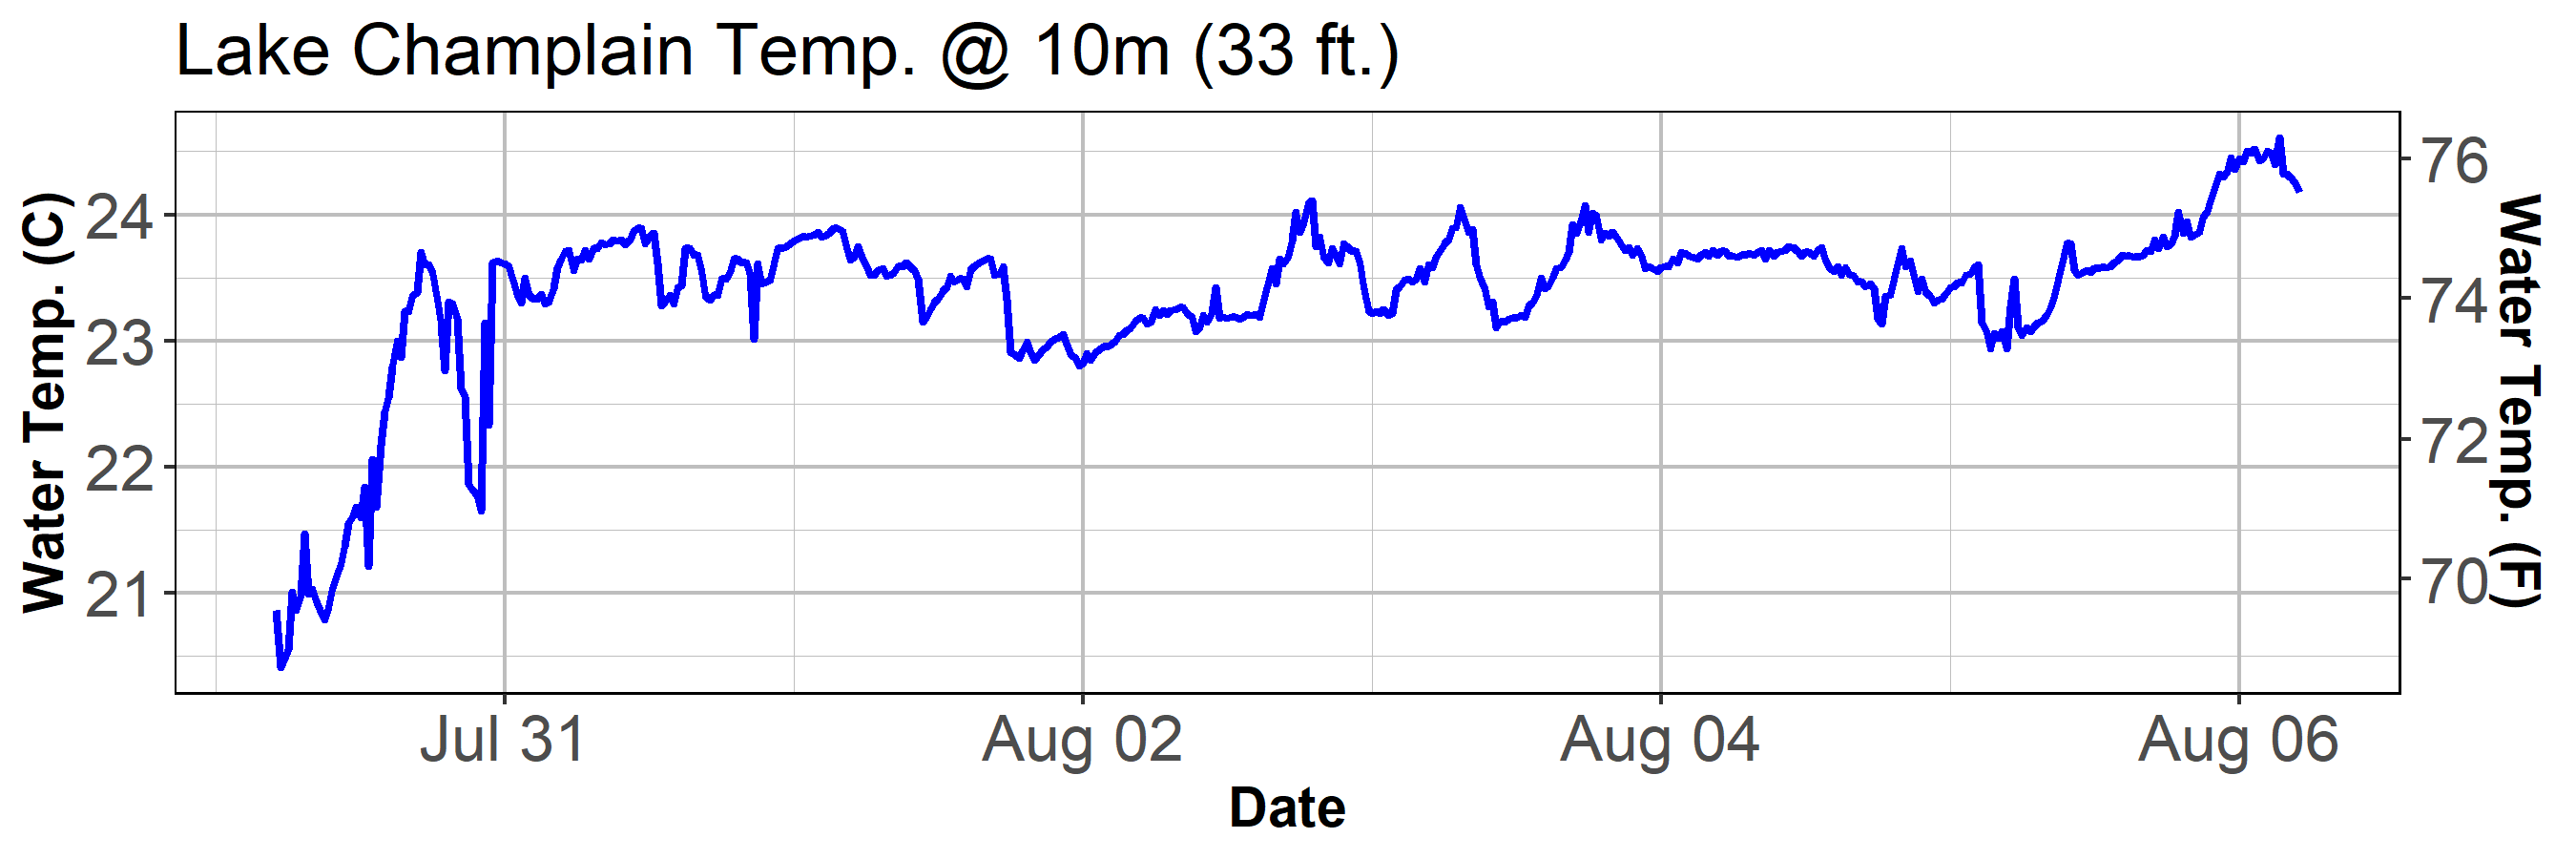 Lake Champlain Temp. @ 10m (33 ft.)
Water Temp. (C)
24
23
22
21
76
74
72
70
Water Temp. (F)
Jul 31
Aug 02
Aug 04
Aug 06
Date